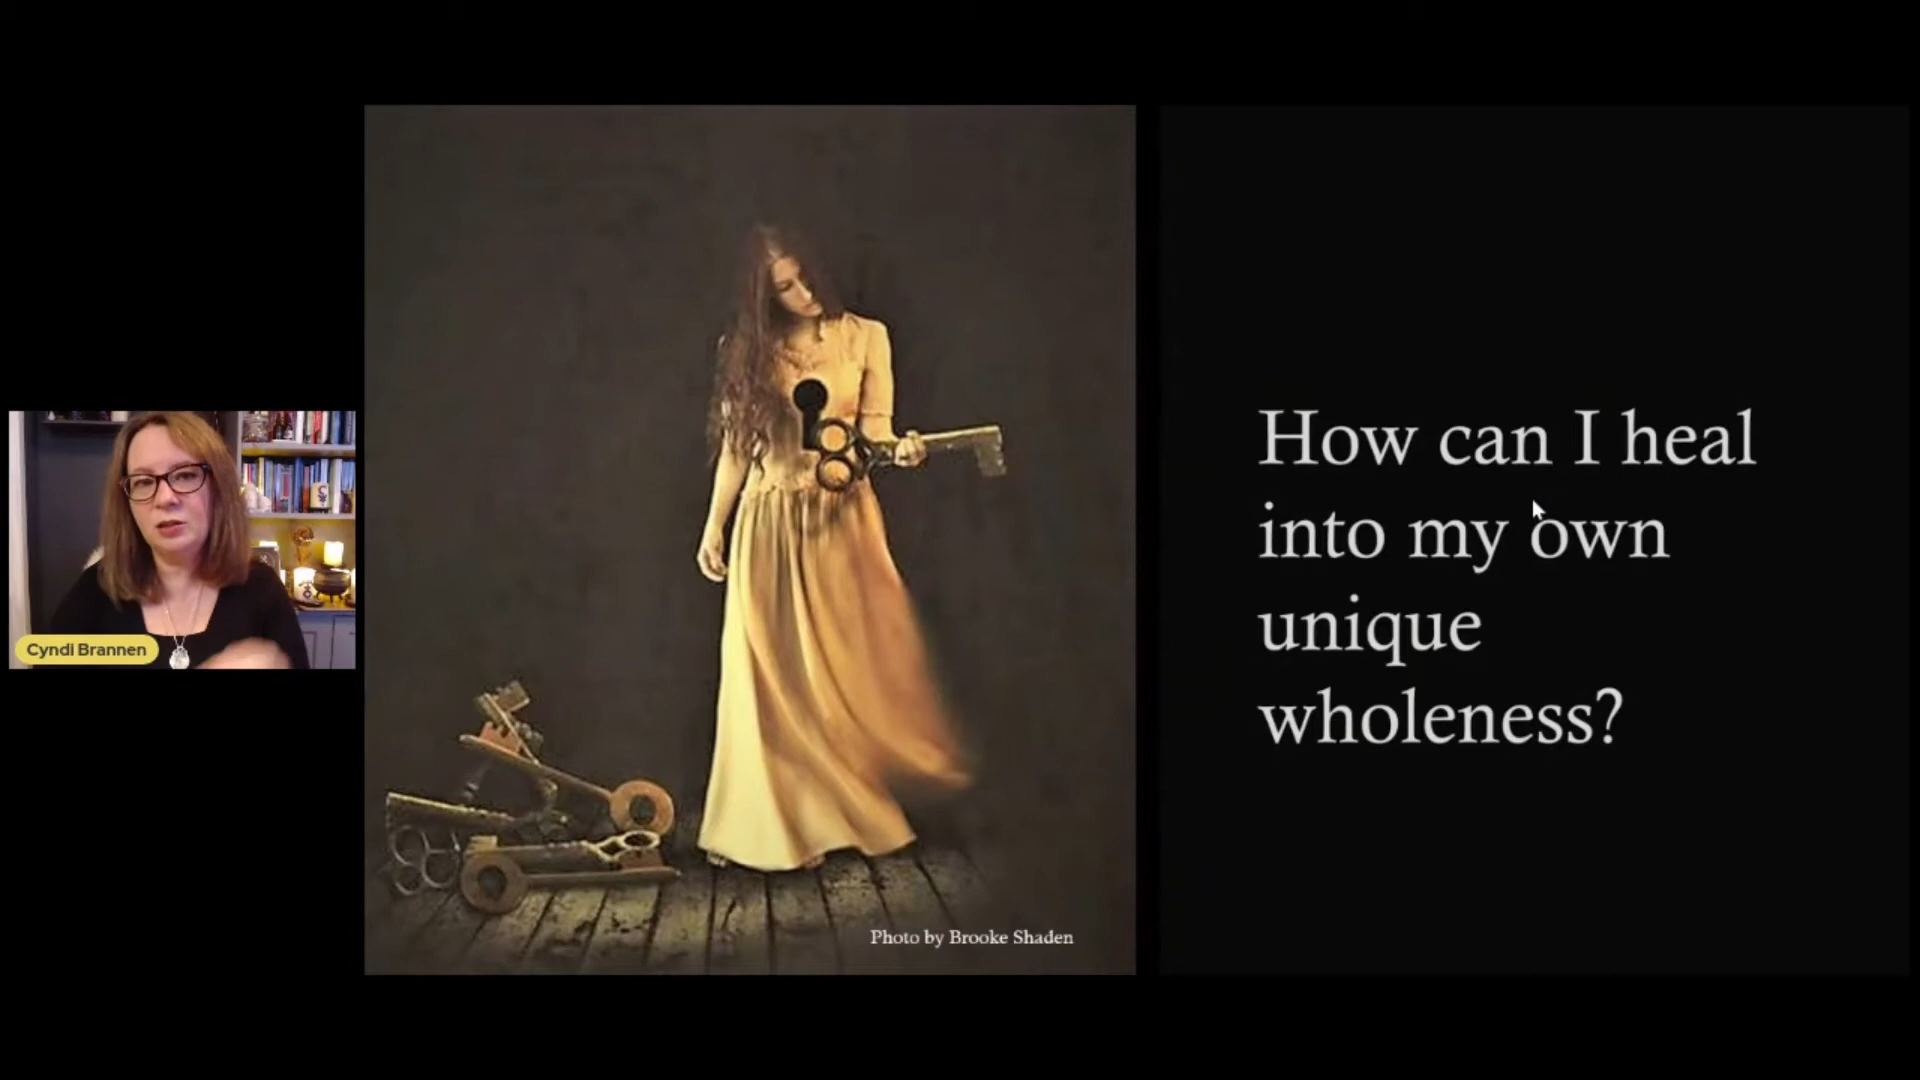 Cyndi Brannen
Photo by Brooke Shaden
How can I heal
into my own
unique
wholeness?